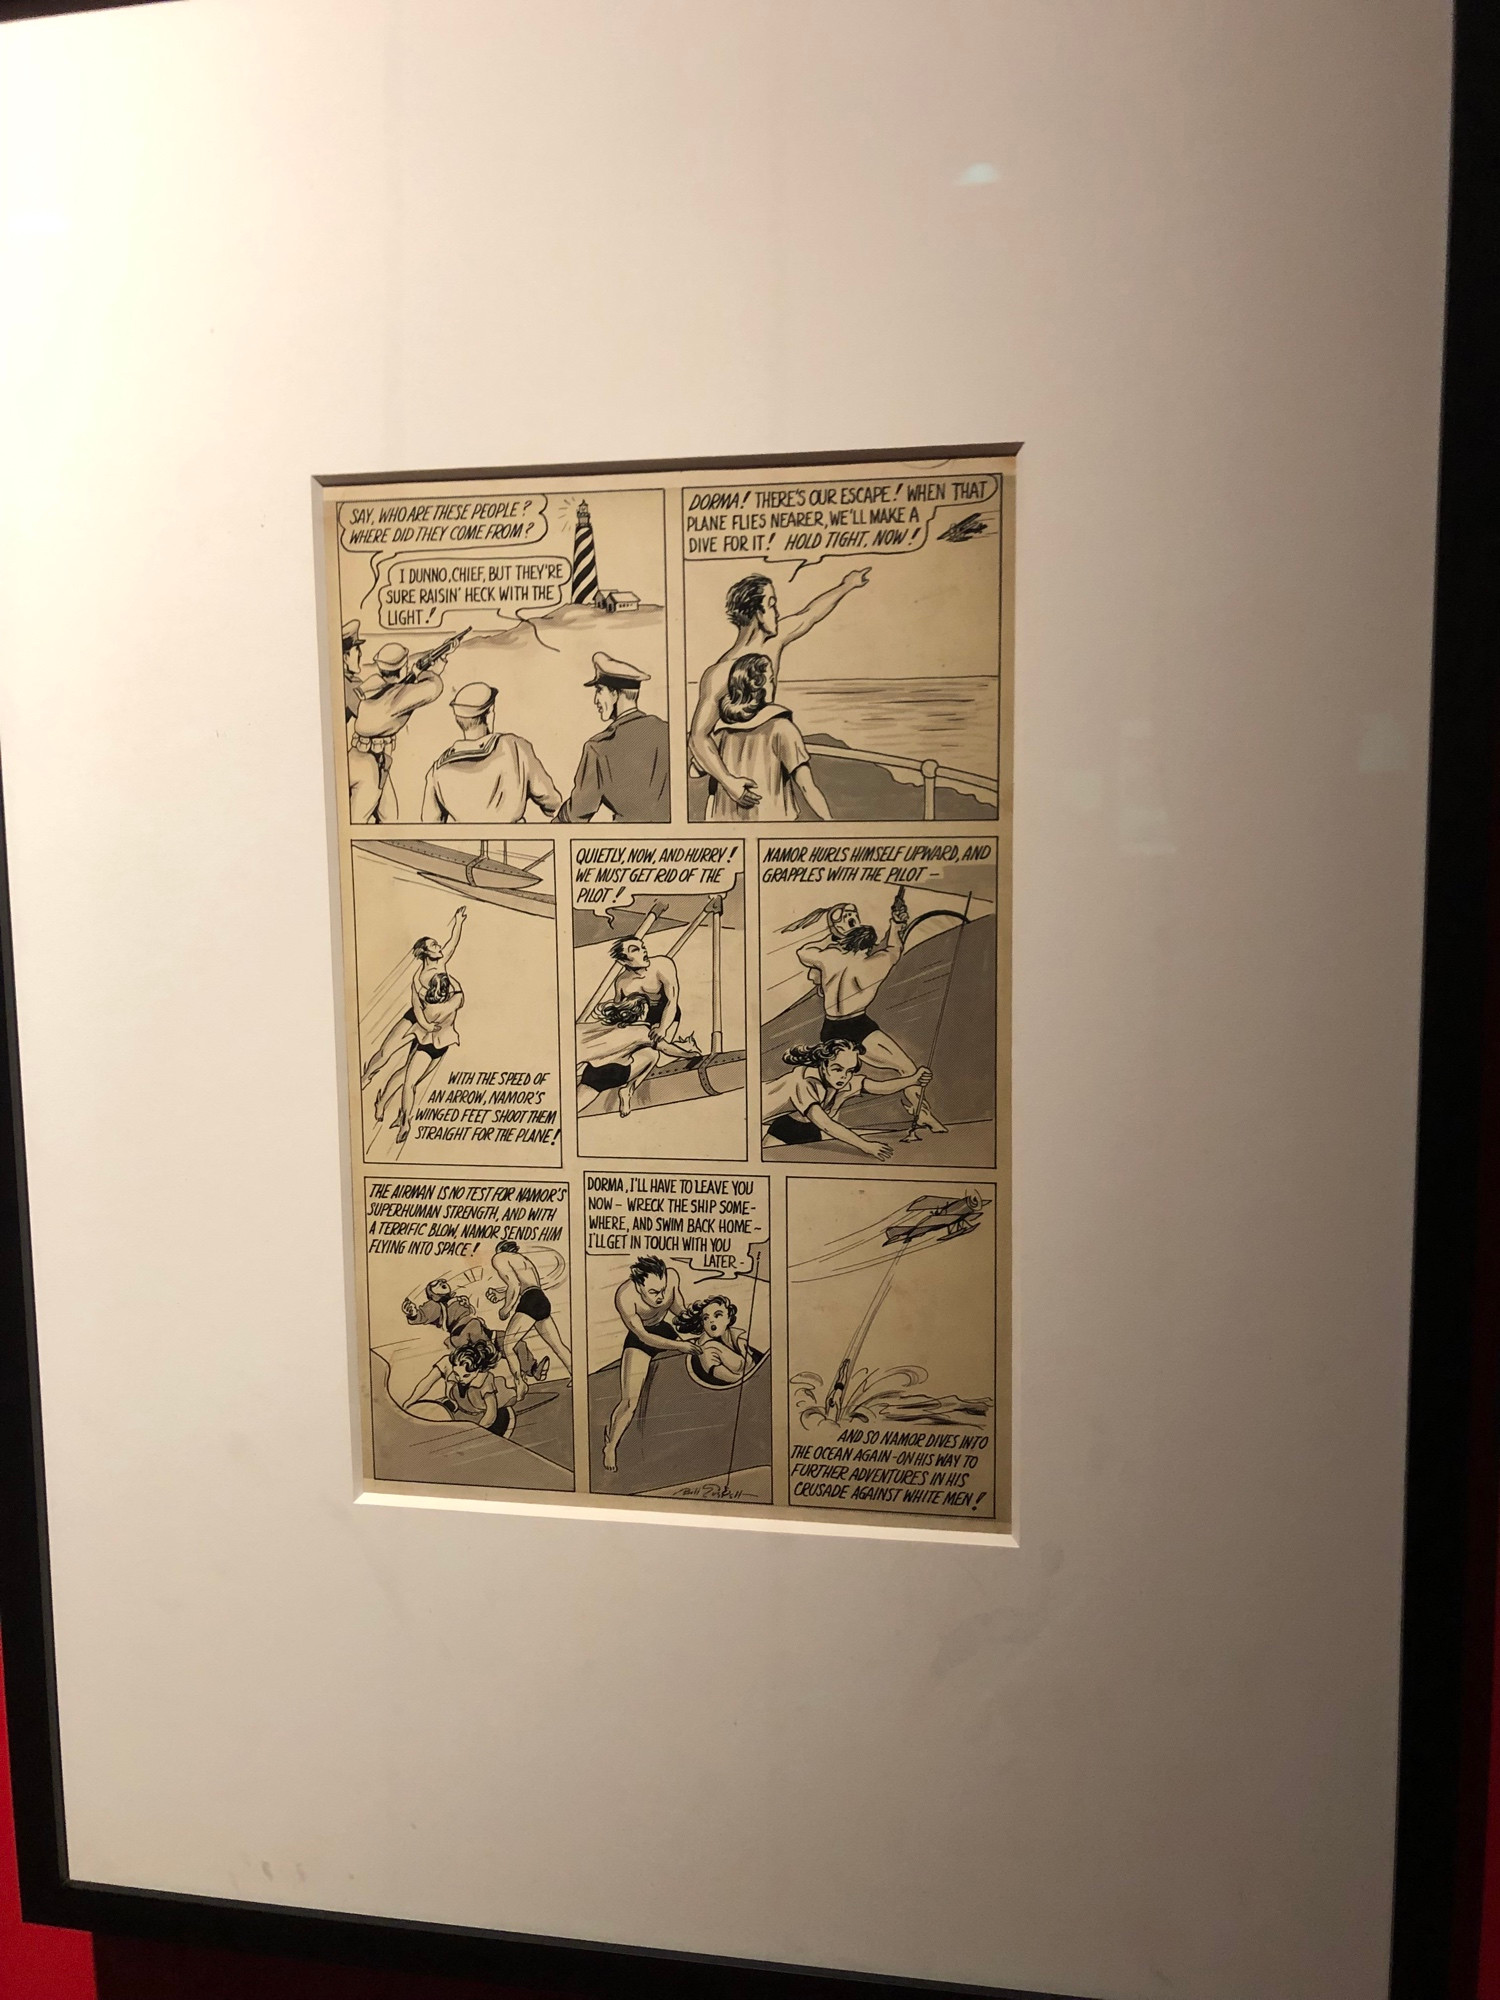 SAY, WHO ARE THESE PEOPLE?
WHERE DID THEY COME FROM?
I DUNNO, CHIEF, BUT THEY'RE
SURE RAISIN' HECK WITH THE
LIGHT!
DORMA! THERE'S OUR ESCAPE! WHEN THAT
PLANE FLIES NEARER, WE'LL MAKE A
DIVE FOR IT! HOLD TIGHT, NOW!
WITH THE SPEED OF
AN ARROW, NAMOR'S
WINGED FEET SHOOT THEM
STRAIGHT FOR THE PLANE!
QUIETLY, NOW, AND HURRY!
WE MUST GET RID OF THE
PILOT!
NAMOR HURLS HIMSELF UPWARD, AND
GRAPPLES WITH THE PILOT —
THE AIRMAN IS NO TEST FOR NAMOR'S
SUPERHUMAN STRENGTH, AND WITH
A TERRIFIC BLOW, NAMOR SENDS HIM
FLYING INTO SPACE!
DORMA, I'LL HAVE TO LEAVE YOU
NOW — WRECK THE SHIP SOME-
WHERE, AND SWIM BACK HOME —
I'LL GET IN TOUCH WITH YOU
LATER -
Bill
AND SO NAMOR DIVES INTO
THE OCEAN AGAIN - ON HIS WAY TO
FURTHER ADVENTURES IN HIS
CRUSADE AGAINST WHITE MEN!